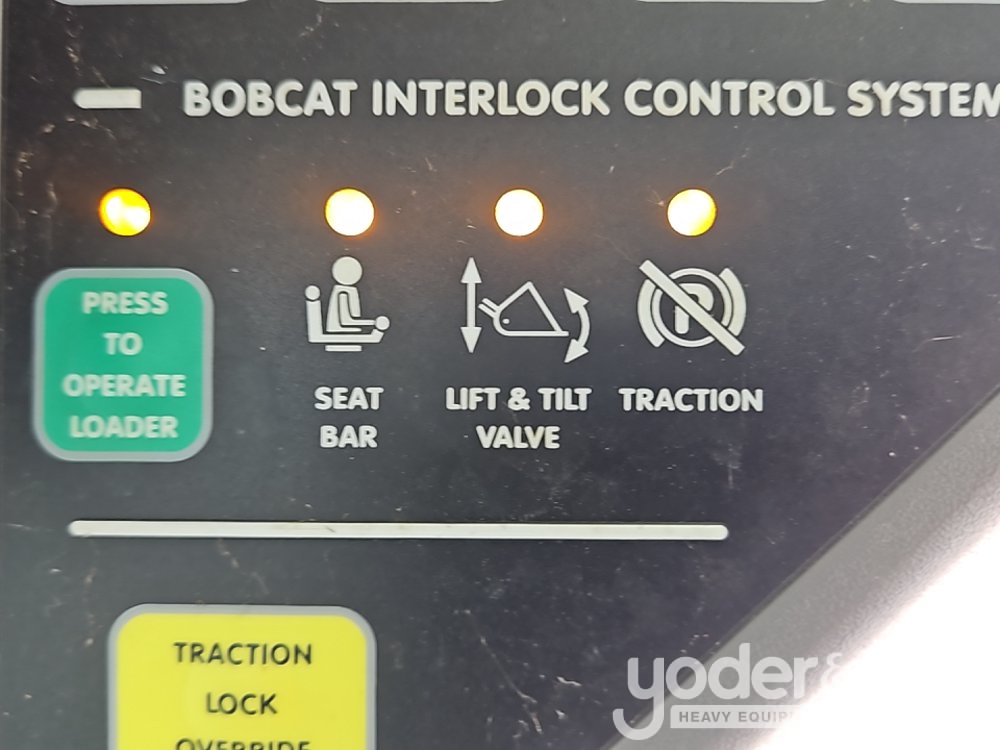 BOBCAT INTERLOCK CONTROL SYSTEM
PRESS
TO
OPERATE
LOADER
SEAT
BAR
LIFT & TILT
VALVE
P
TRACTION
TRACTION
LOCK
OVERRIDE
yoder &
HEAVY EQUIP